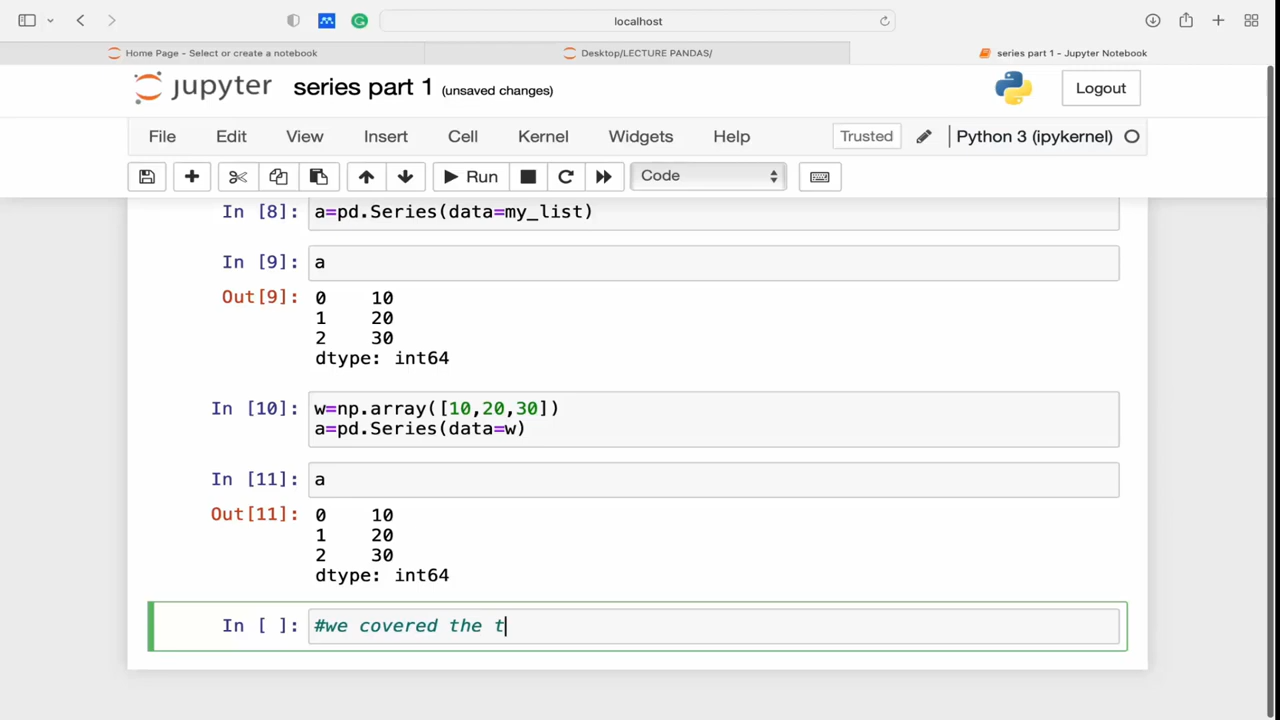 localhost
Home Page - Select or create a notebook
Desktop/LECTURE PANDAS/
series part 1 - Jupyter Notebook
jupyter series part 1 (unsaved changes)
Logout
File Edit View Insert Cell Kernel Widgets Help
Trusted
Python 3 (ipykernel)
Run
Code
In [8]: a=pd.Series(data=my_list)
In [9]: a
Out[9]: 0 10
1 20
2 30
dtype: int64
In [10]: w=np.array([10,20,30])
a=pd.Series(data=w)
In [11]: a
Out[11]: 0 10
1 20
2 30
dtype: int64
In [ ]: #we covered the t